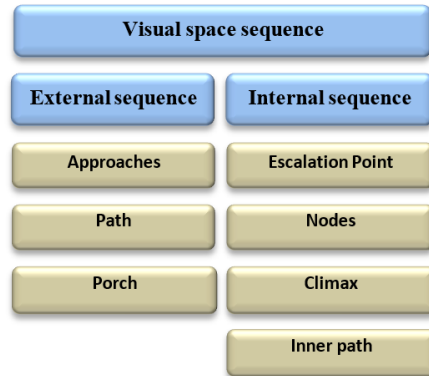 Visual space sequence
External sequence
Internal sequence
Approaches
Escalation Point
Path
Nodes
Porch
Climax
Inner path